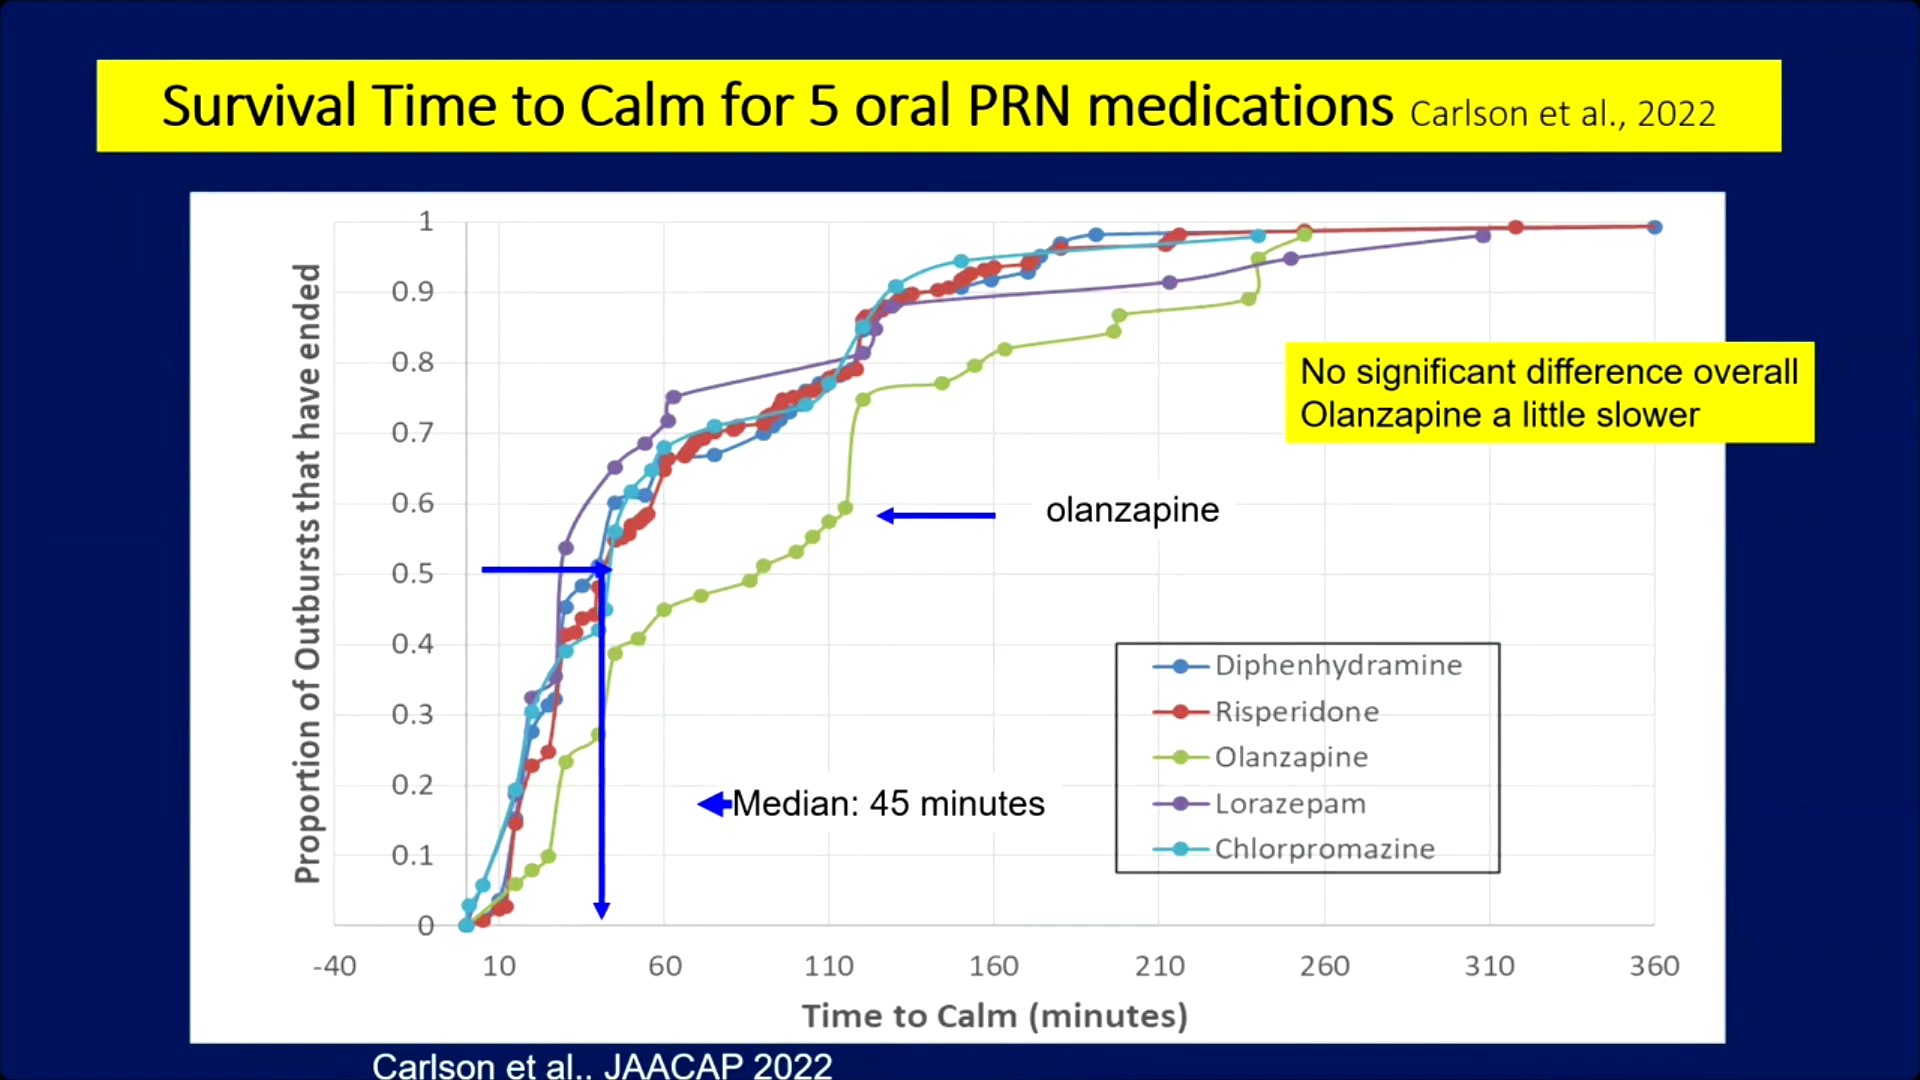 Survival Time to Calm for 5 oral PRN medications Carlson et al., 2022
Proportion of Outbursts that have ended
1
0.9
0.8
0.7
0.6
0.5
0.4
0.3
0.2
0.1
0
-40 10 60 110 160 210 260 310 360
Time to Calm (minutes)
No significant difference overall
Olanzapine a little slower
olanzapine
Median: 45 minutes
Diphenhydramine
Risperidone
Olanzapine
Lorazepam
Chlorpromazine
Carlson et al., JAACAP 2022